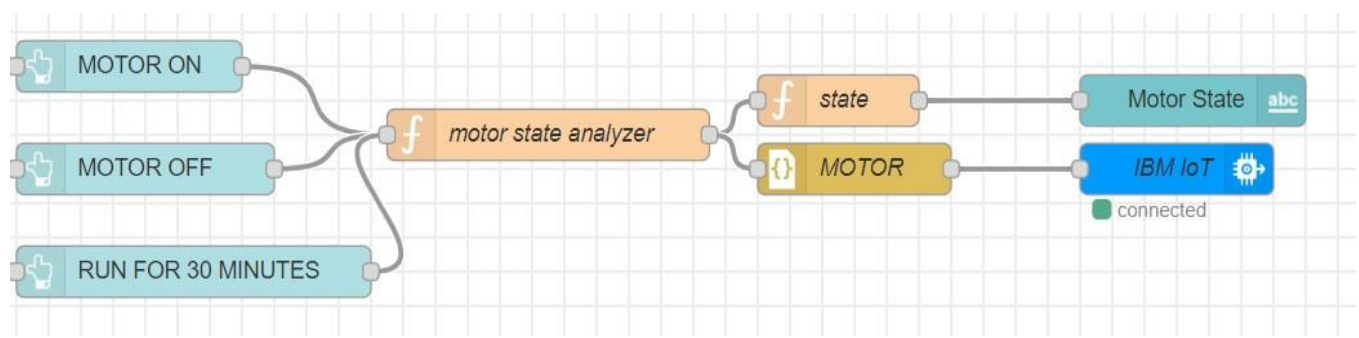 MOTOR ON
MOTOR OFF
RUN FOR 30 MINUTES
motor state analyzer
state
MOTOR
Motor State abc
IBM IoT
connected